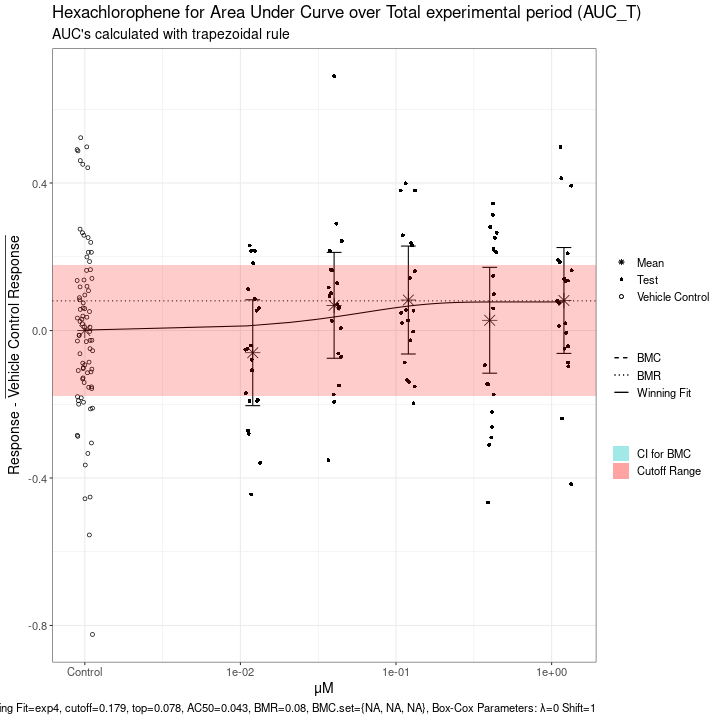 Hexachlorophene for Area Under Curve over Total experimental period (AUC_T)
AUC's calculated with trapezoidal rule
Response - Vehicle Control Response
0.4
0.0
-0.4
-0.8
Control
1e-02
1e-01
1e+00
µM
Mean
Test
Vehicle Control
BMC
BMR
Winning Fit
CI for BMC
Cutoff Range
Fit=exp4, cutoff=0.179, top=0.078, AC50=0.043, BMR=0.08, BMC.set={NA, NA, NA}, Box-Cox Parameters: λ=0 Shift=1